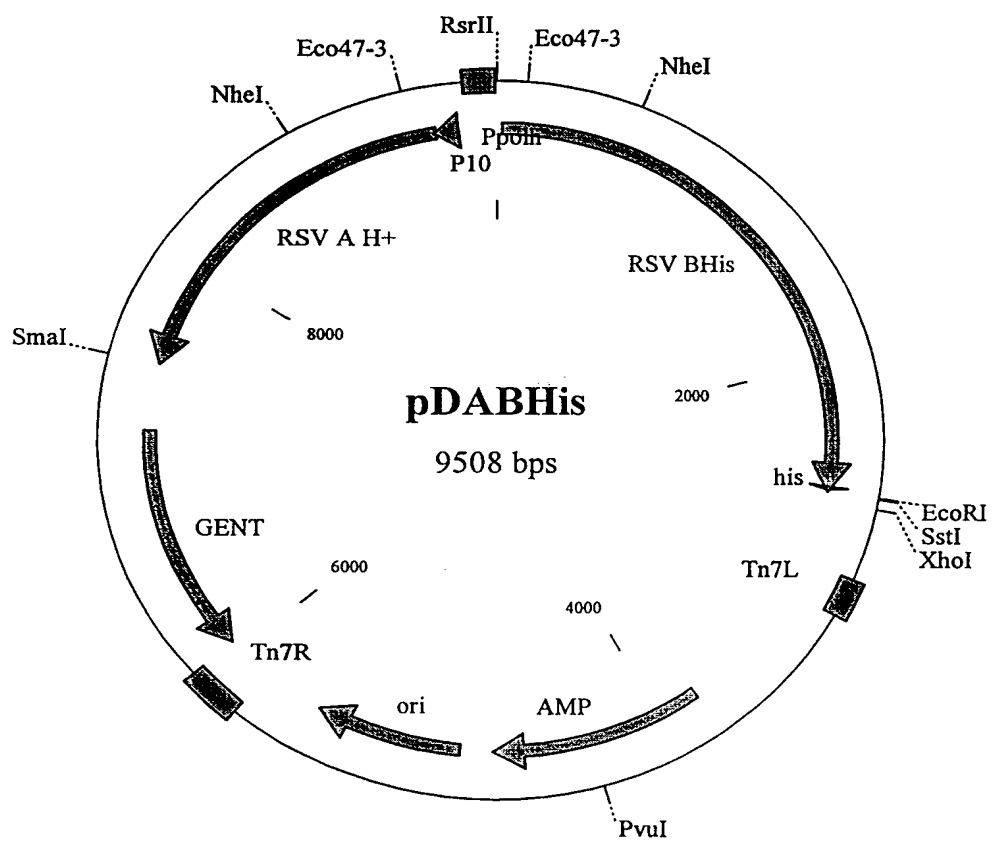 RsrII
Eco47-3
Eco47-3
NheI
NheI
Ppolh
P10
RSV A H+
RSV BHis
SmaI
8000
2000
pDABHis
9508 bps
his
EcoRI
SstI
XhoI
GENT
6000
Tn7L
4000
Tn7R
ori
AMP
PvuI